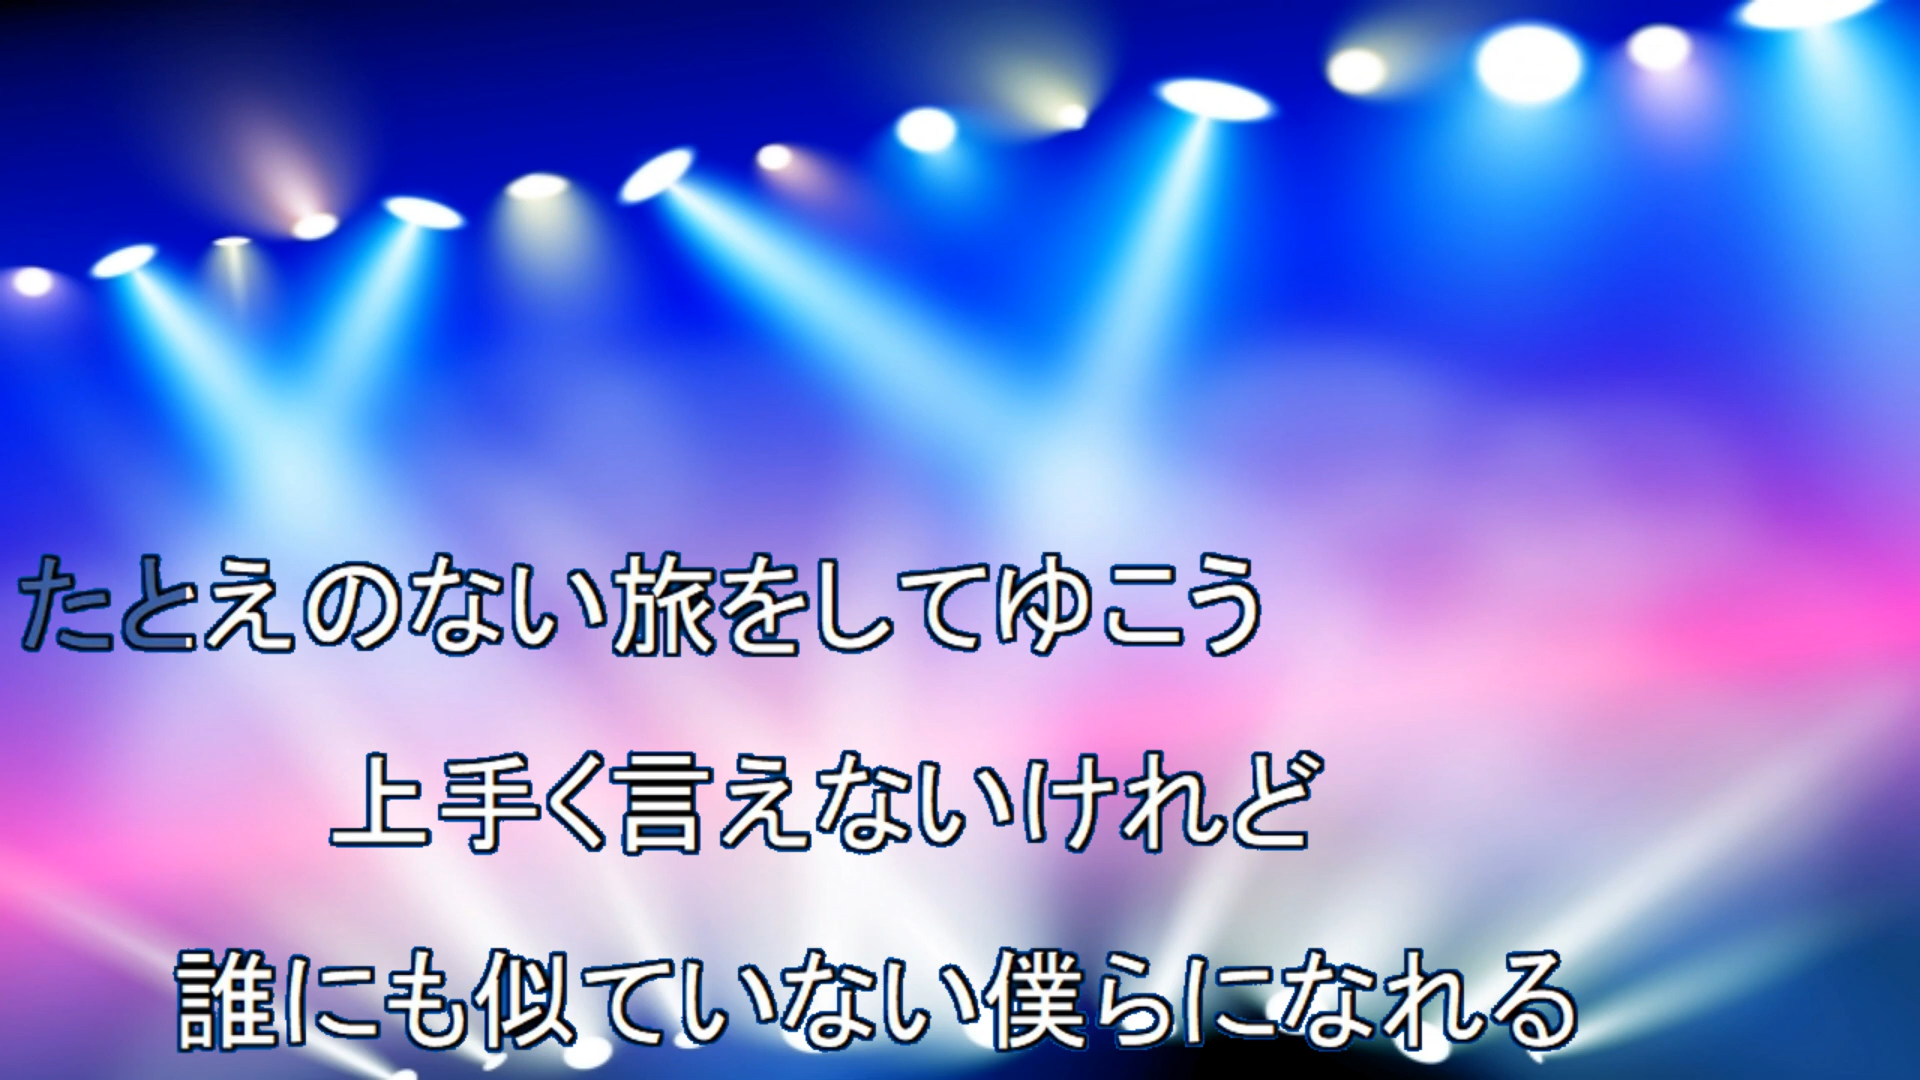 たとえのない旅をしてゆこう
上手く言えないけれど
誰にも似ていない僕らになれる